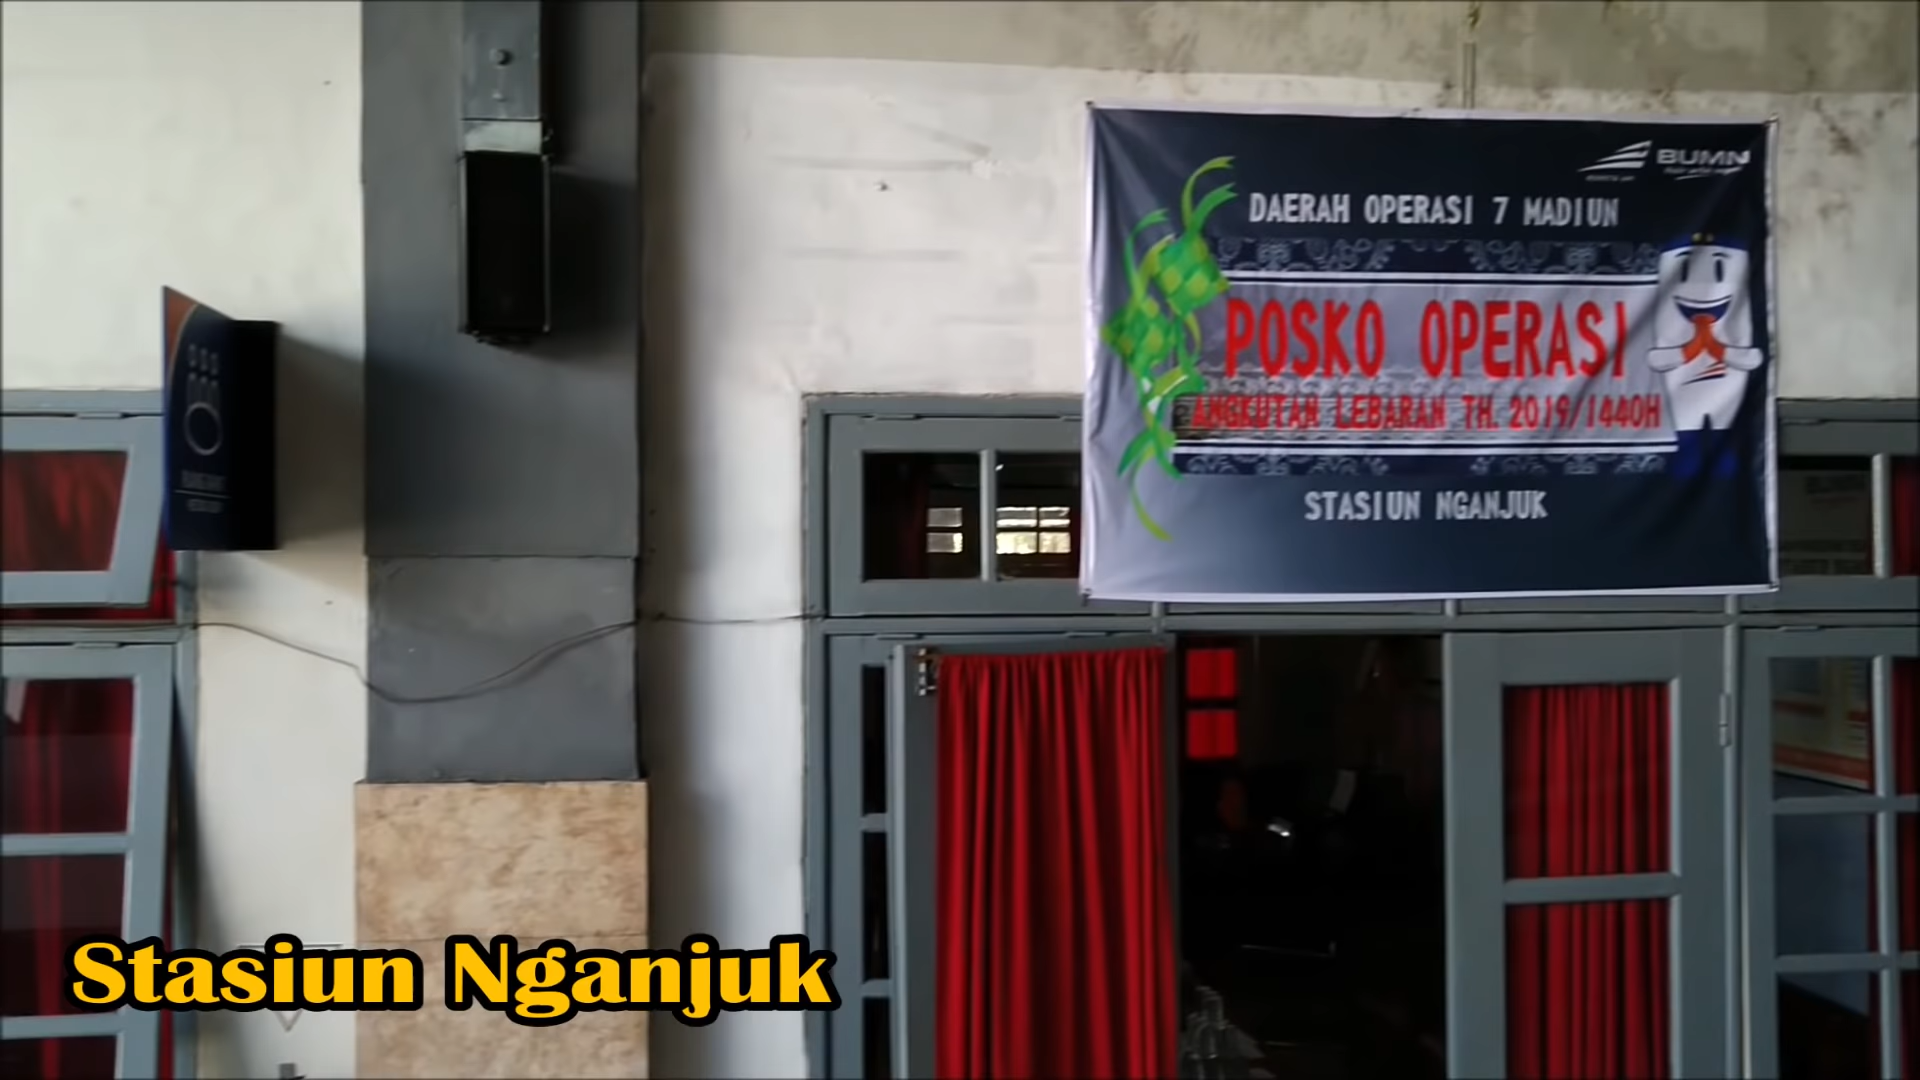 BUMN
DAERAH OPERASI 7 MADIUN
POSKO OPERASI
ANGKUTAN LEBARAN TH. 2019/1440H
STASIUN NGANJUK
Stasiun Nganjuk